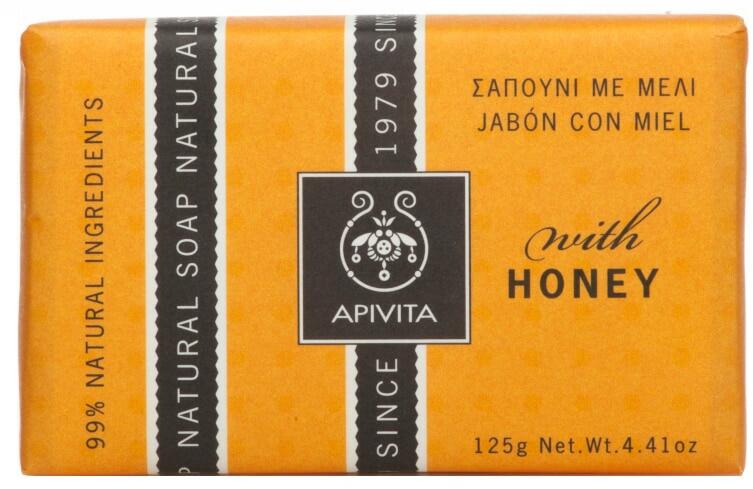 99% NATURAL INGREDIENTS
P NATURAL SOAP NATURAL S
SINCE 1979 SINCE
APIVITA
ΣΑΠΟΥΝΙ ΜΕ ΜΕΛΙ
JABÓN CON MIEL
with
HONEY
125g Net.Wt.4.41oz